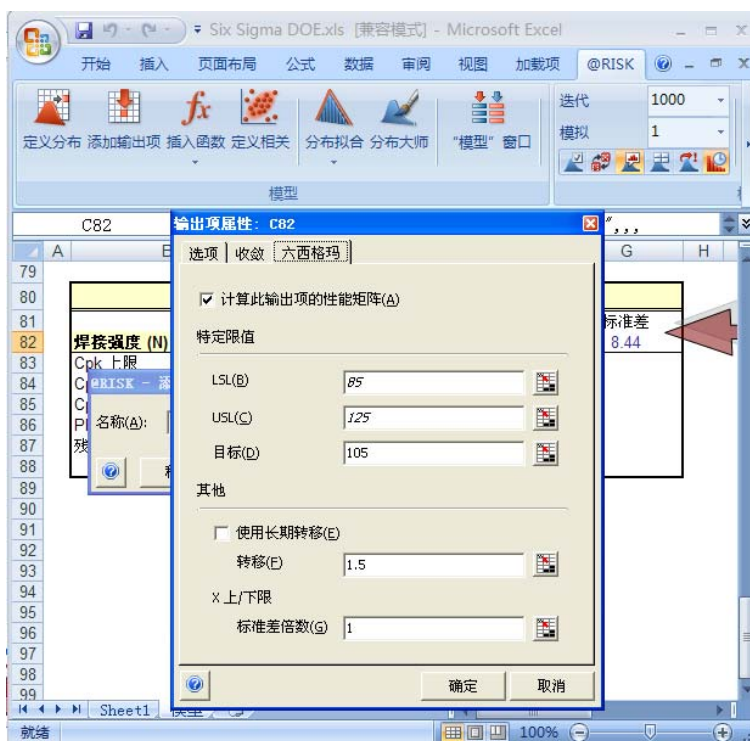 Six Sigma DOE.xls [兼容模式] - Microsoft Excel
开始 插入 页面布局 公式 数据 审阅 视图 加载项 @RISK
定义分布 添加输出项 插入函数 定义相关 分布拟合 分布大师 "模型" 窗口
迭代 1000
模拟 1
模型
C82
输出项属性: C82
", , ,
A G H
选项 收敛 六西格玛
79
80
81 标准差
82 焊接强度 (N) 8.44
83 Cpk 上限
84
85
86
87
88
89
90
91
92
93
94
95
96
97
98
99
@RISK -
名称(A):
计算此输出项的性能矩阵(A)
特定限值
LSL(B) 85
USL(C) 125
目标(D) 105
其他
使用长期转移(E)
转移(F) 1.5
X 上/下限
标准差倍数(G) 1
确定 取消
Sheet1
就绪 100%